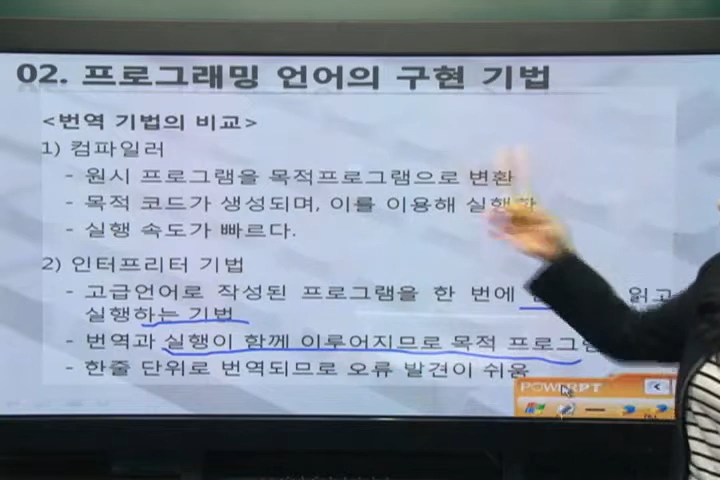 02. 프로그래밍 언어의 구현 기법
<번역 기법의 비교>
1) 컴파일러
- 원시 프로그램을 목적프로그램으로 변환
- 목적 코드가 생성되며, 이를 이용해 실행함
- 실행 속도가 빠르다.
2) 인터프리터 기법
- 고급언어로 작성된 프로그램을 한 번에 읽고
실행하는 기법
- 번역과 실행이 함께 이루어지므로 목적 프로그
- 한줄 단위로 번역되므로 오류 발견이 쉬움
POWERPT